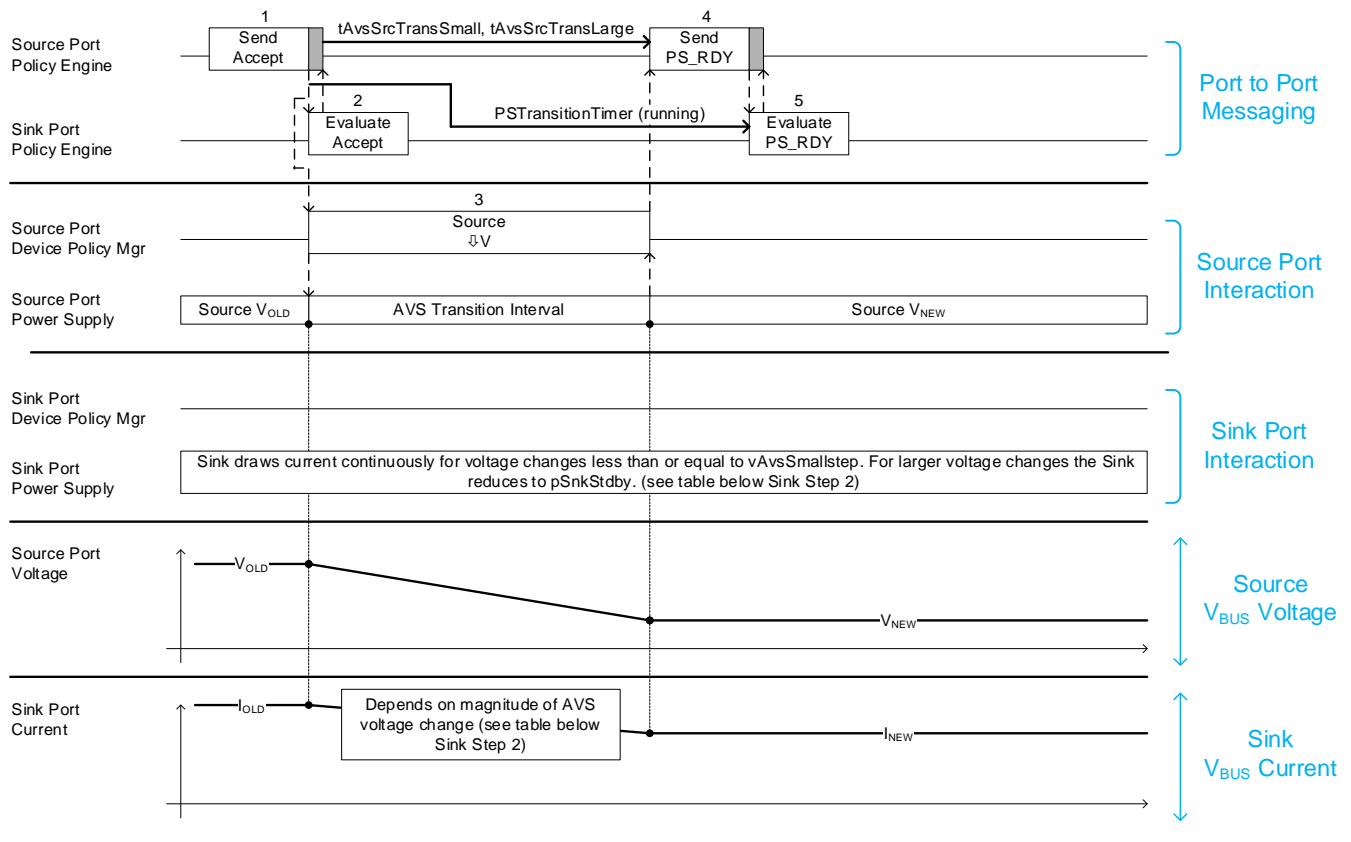 1
4
Source Port
Policy Engine
Send
Accept
tAvsSrcTransSmall, tAvsSrcTransLarge
Send
PS_RDY
Port to Port
Messaging
2
5
Sink Port
Policy Engine
Evaluate
Accept
PSTransitionTimer (running)
Evaluate
PS_RDY
3
Source Port
Device Policy Mgr
Source
⇩V
Source Port
Interaction
Source Port
Power Supply
Source VOLD
AVS Transition Interval
Source VNEW
Sink Port
Device Policy Mgr
Sink Port
Interaction
Sink Port
Power Supply
Sink draws current continuously for voltage changes less than or equal to vAvsSmallstep. For larger voltage changes the Sink
reduces to pSnkStdby. (see table below Sink Step 2)
Source Port
Voltage
VOLD
VNEW
Source
VBUS Voltage
Sink Port
Current
IOLD
Depends on magnitude of AVS
voltage change (see table below
Sink Step 2)
INEW
Sink
VBUS Current